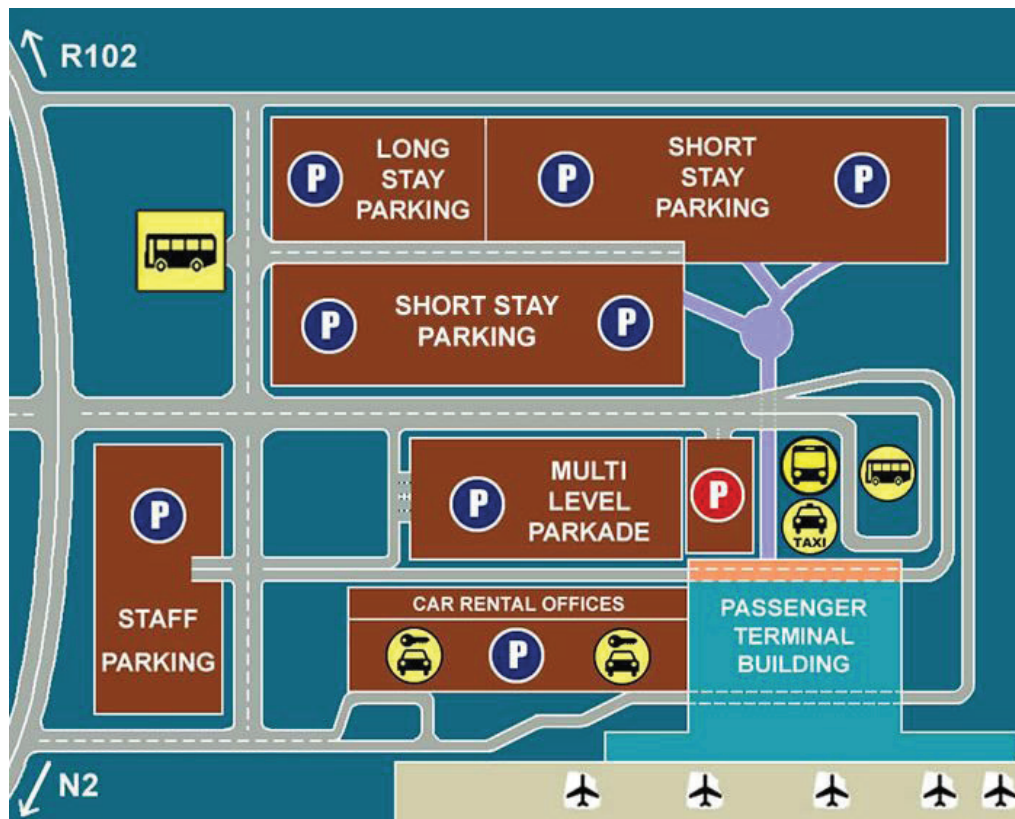 R102
LONG
STAY
PARKING
P
SHORT
STAY
PARKING
P
P
SHORT STAY
PARKING
P
P
P
STAFF
PARKING
P
MULTI
LEVEL
PARKADE
P
TAXI
CAR RENTAL OFFICES
P
PASSENGER
TERMINAL
BUILDING
N2